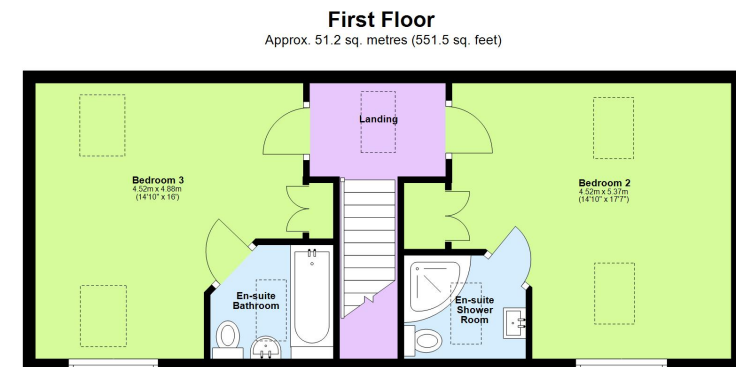 First Floor
Approx. 51.2 sq. metres (551.5 sq. feet)
Landing
Bedroom 3
4.52m x 4.88m
(14'10" x 16')
Bedroom 2
4.52m x 5.37m
(14'10" x 17'7")
En-suite
Bathroom
En-suite
Shower
Room